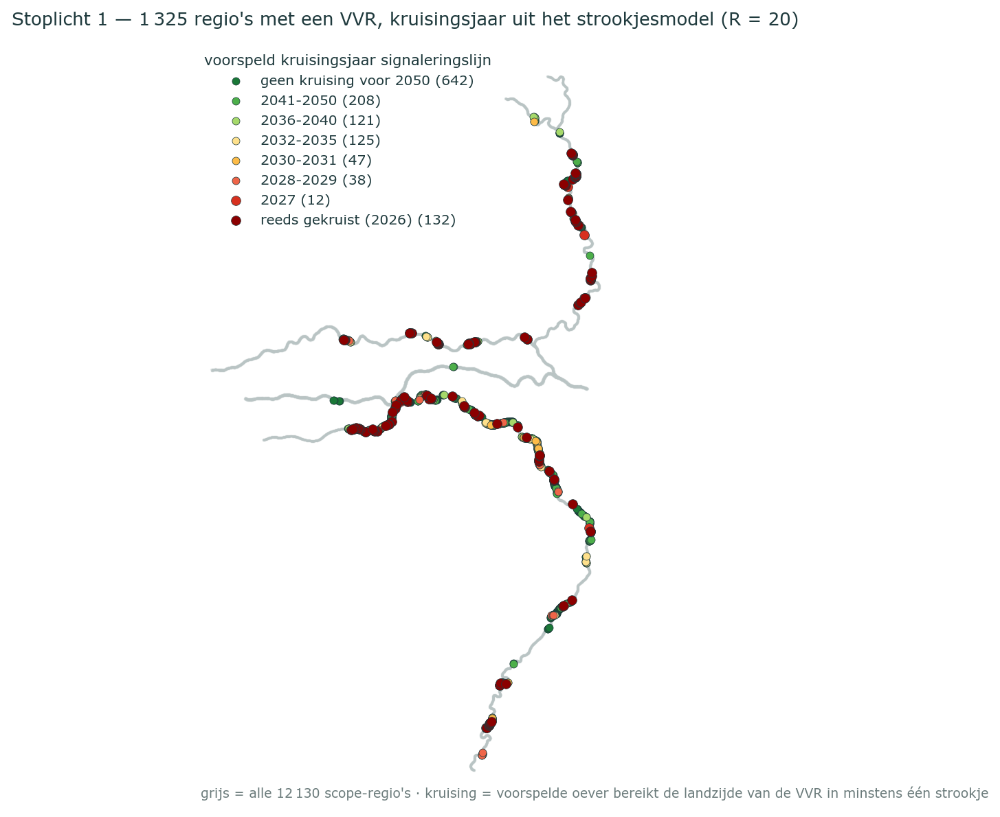 Stoplicht 1 — 1 325 regio's met een VVR, kruisingsjaar uit het strookjesmodel (R = 20)
voorspeld kruisingsjaar signaleringslijn
geen kruising voor 2050 (642)
2041-2050 (208)
2036-2040 (121)
2032-2035 (125)
2030-2031 (47)
2028-2029 (38)
2027 (12)
reeds gekruist (2026) (132)
grijs = alle 12 130 scope-regio's · kruising = voorspelde oever bereikt de landzijde van de VVR in minstens één strookje